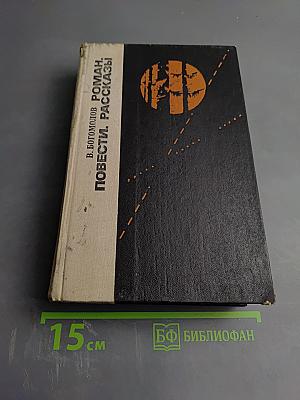 В. БОГОМОЛОВ
РОМАН.
ПОВЕСТИ. РАССКАЗЫ
15 см
БФ БИБЛИОФАН